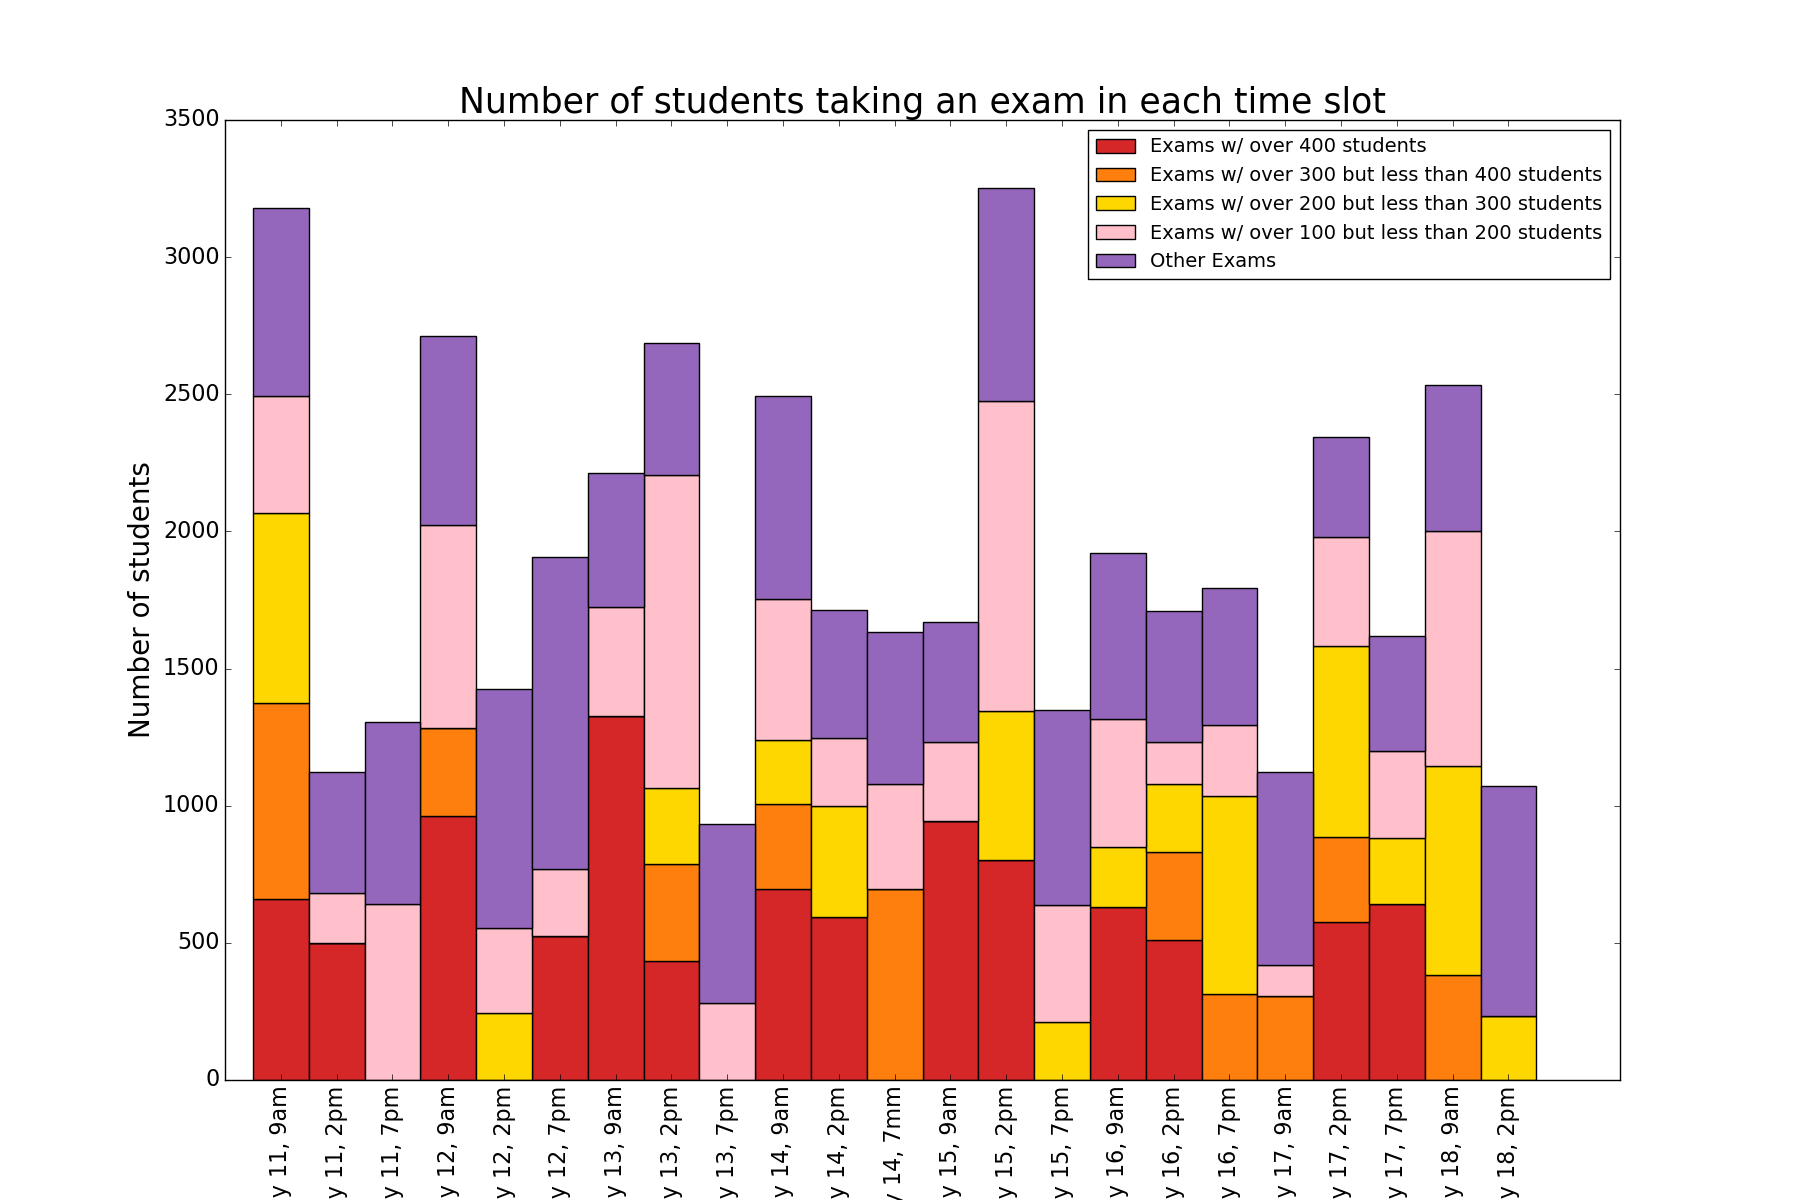 Number of students taking an exam in each time slot
Exams w/ over 400 students
Exams w/ over 300 but less than 400 students
Exams w/ over 200 but less than 300 students
Exams w/ over 100 but less than 200 students
Other Exams
Number of students
3500
3000
2500
2000
1500
1000
500
0
y 11, 9am
y 11, 2pm
y 11, 7pm
y 12, 9am
y 12, 2pm
y 12, 7pm
y 13, 9am
y 13, 2pm
y 13, 7pm
y 14, 9am
y 14, 2pm
y 14, 7mm
y 15, 9am
y 15, 2pm
y 15, 7pm
y 16, 9am
y 16, 2pm
y 16, 7pm
y 17, 9am
y 17, 2pm
y 17, 7pm
y 18, 9am
y 18, 2pm